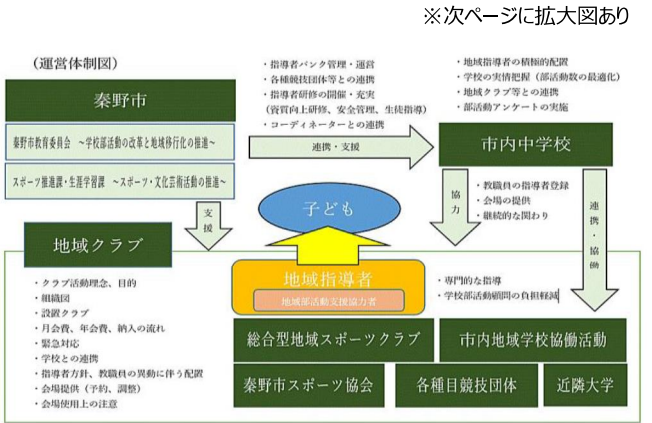 ※次ページに拡大図あり
（運営体制図）
秦野市
秦野市教育委員会　～学校部活動の改革と地域移行化の推進～
スポーツ推進課・生涯学習課　～スポーツ・文化芸術活動の推進～
・指導者バンク管理・運営
・各種競技団体等との連携
・指導者研修の開催・充実
（資質向上研修、安全管理、生徒指導）
・コーディネーターとの連携
連携・支援
・地域指導者の積極的配置
・学校の実情把握（部活動数の最適化）
・地域クラブ等との連携
・部活動アンケートの実施
市内中学校
支援
子ども
協力
・教職員の指導者登録
・会場の提供
・継続的な関わり
連携・協働
地域クラブ
・クラブ活動理念、目的
・組織図
・設置クラブ
・月会費、年会費、納入の流れ
・緊急対応
・学校との連携
・指導者方針、教職員の異動に伴う配置
・会場提供（予約、調整）
・会場使用上の注意
地域指導者
地域部活動支援協力者
・専門的な指導
・学校部活動顧問の負担軽減
総合型地域スポーツクラブ
市内地域学校協働活動
秦野市スポーツ協会
各種目競技団体
近隣大学